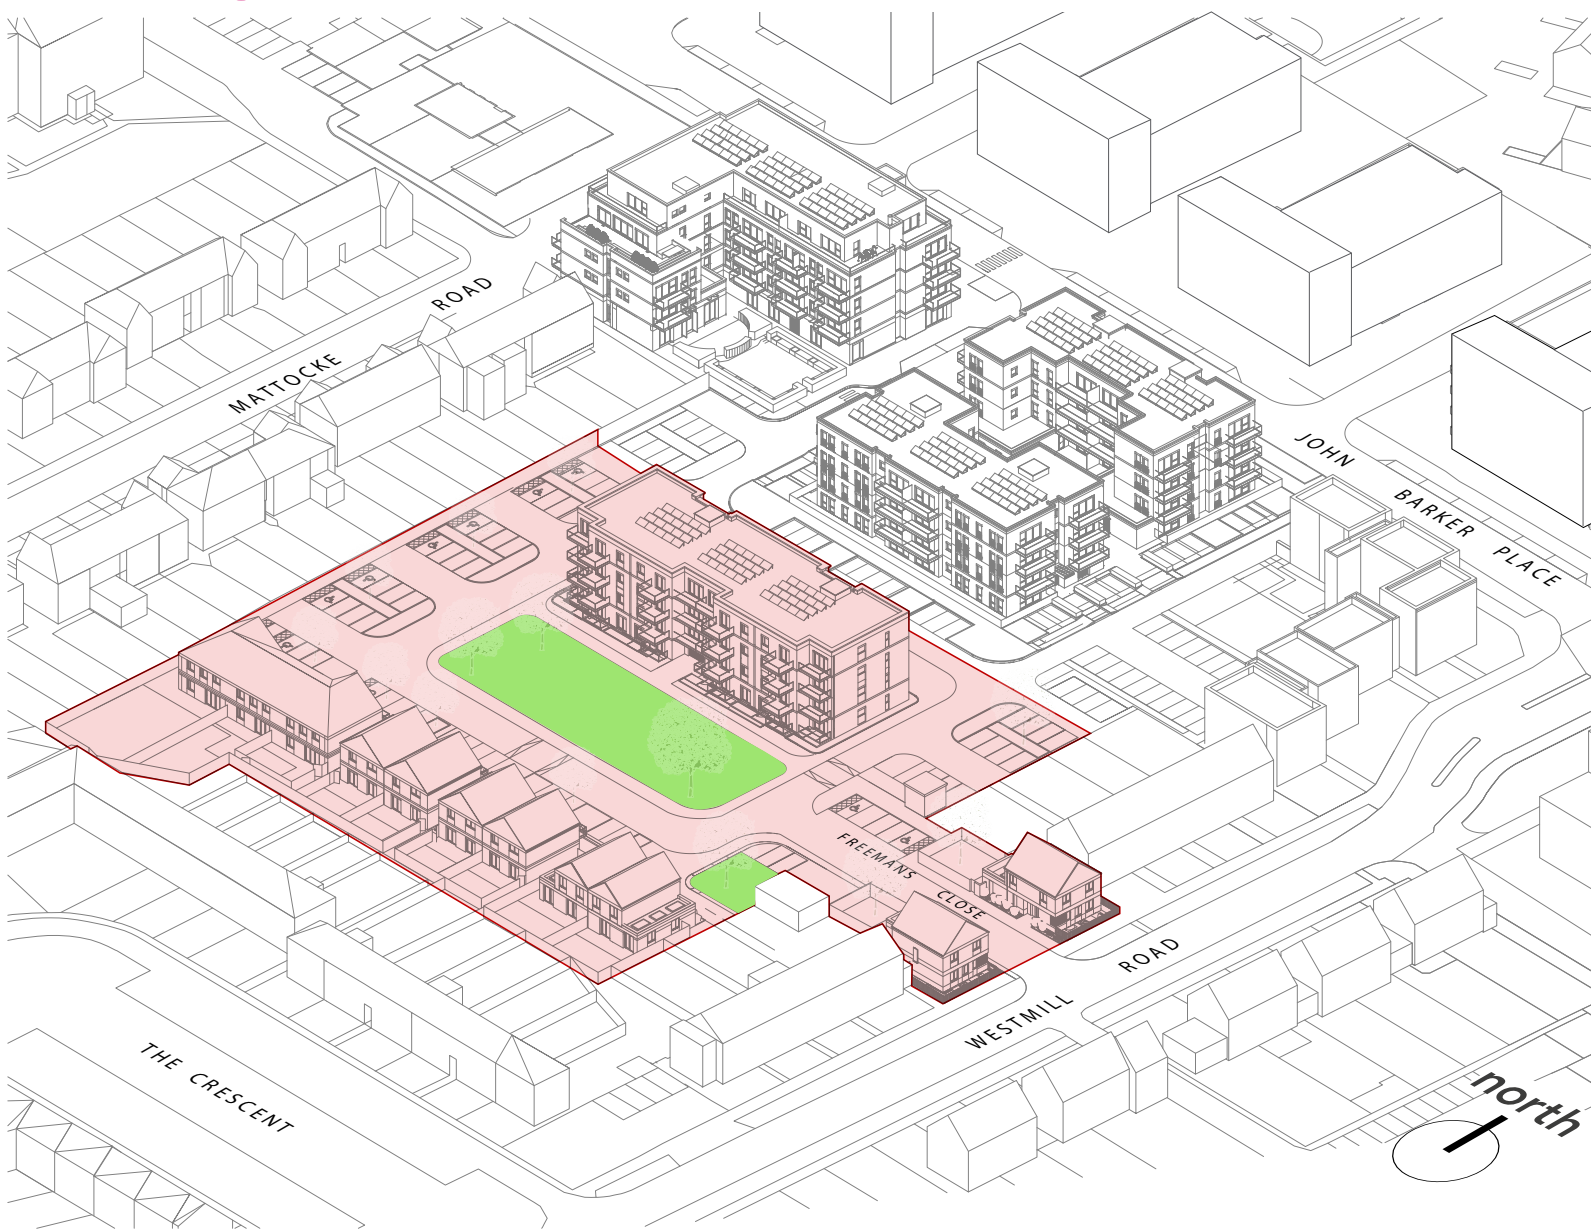 MATTOCKE ROAD
JOHN BARKER PLACE
FREEMANS CLOSE
WESTMILL ROAD
THE CRESCENT
north